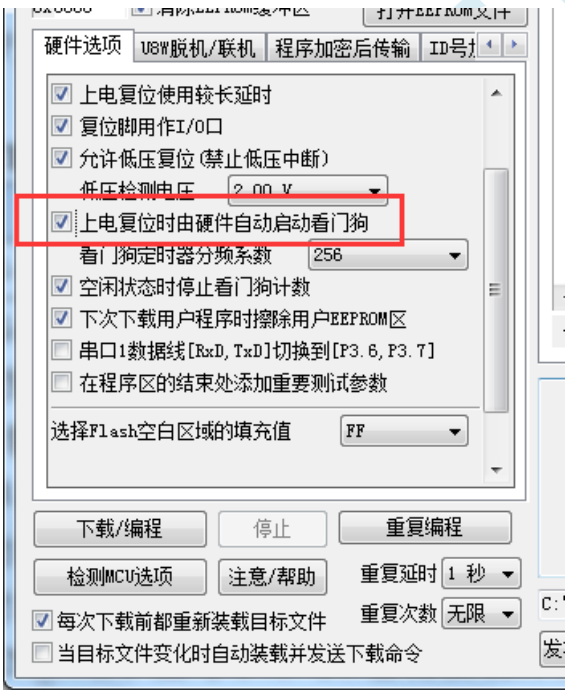 打开EEPROM文件
硬件选项 U8W脱机/联机 程序加密后传输 ID号
上电复位使用较长延时
复位脚用作I/O口
允许低压复位(禁止低压中断)
低压检测电压 2.00 V
上电复位时由硬件自动启动看门狗
看门狗定时器分频系数 256
空闲状态时停止看门狗计数
下次下载用户程序时擦除用户EEPROM区
串口1数据线[RxD,TxD]切换到[P3.6,P3.7]
在程序区的结束处添加重要测试参数
选择Flash空白区域的填充值 FF
下载/编程 停止 重复编程
检测MCU选项 注意/帮助 重复延时 1 秒
每次下载前都重新装载目标文件 重复次数 无限 C:
当目标文件变化时自动装载并发送下载命令